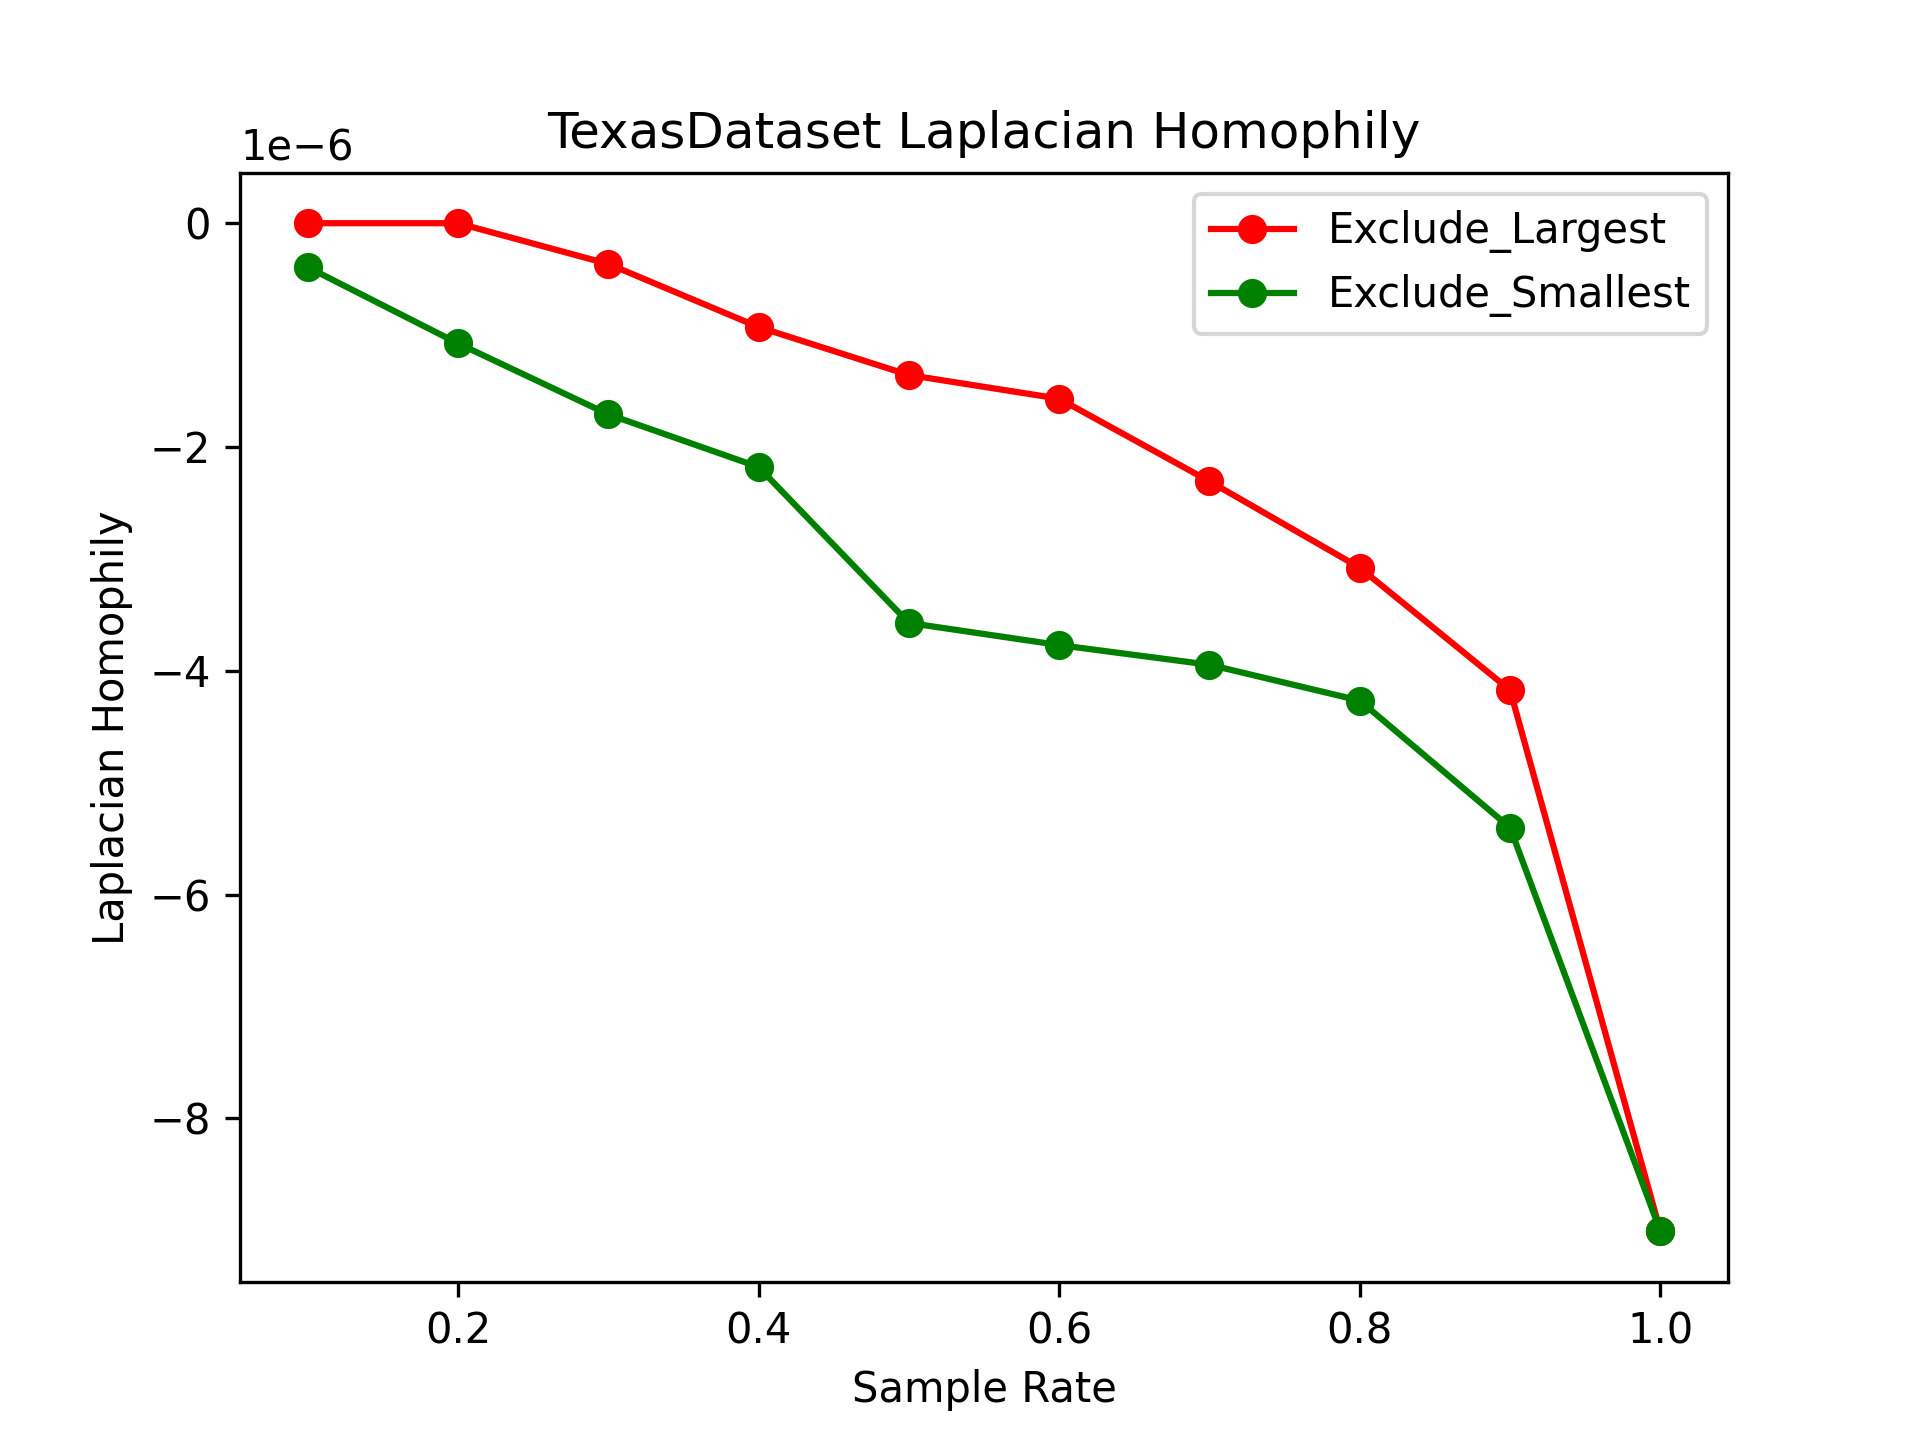 TexasDataset Laplacian Homophily
1e−6
Exclude_Largest
Exclude_Smallest
0
−2
−4
−6
−8
Laplacian Homophily
0.2 0.4 0.6 0.8 1.0
Sample Rate